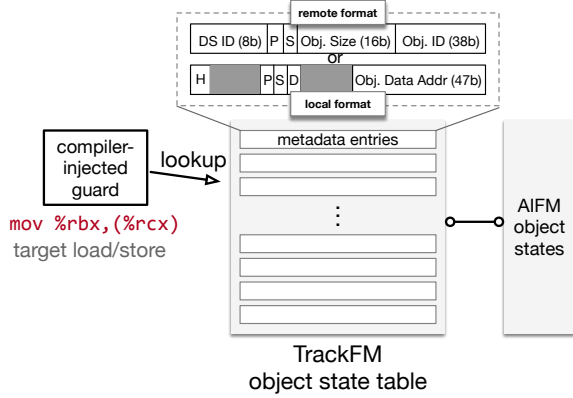 remote format
DS ID (8b) P S Obj. Size (16b) Obj. ID (38b)
or
H P S D Obj. Data Addr (47b)
local format
compiler-
injected
guard
lookup
mov %rbx,(%rcx)
target load/store
metadata entries
⋮
AIFM
object
states
TrackFM
object state table